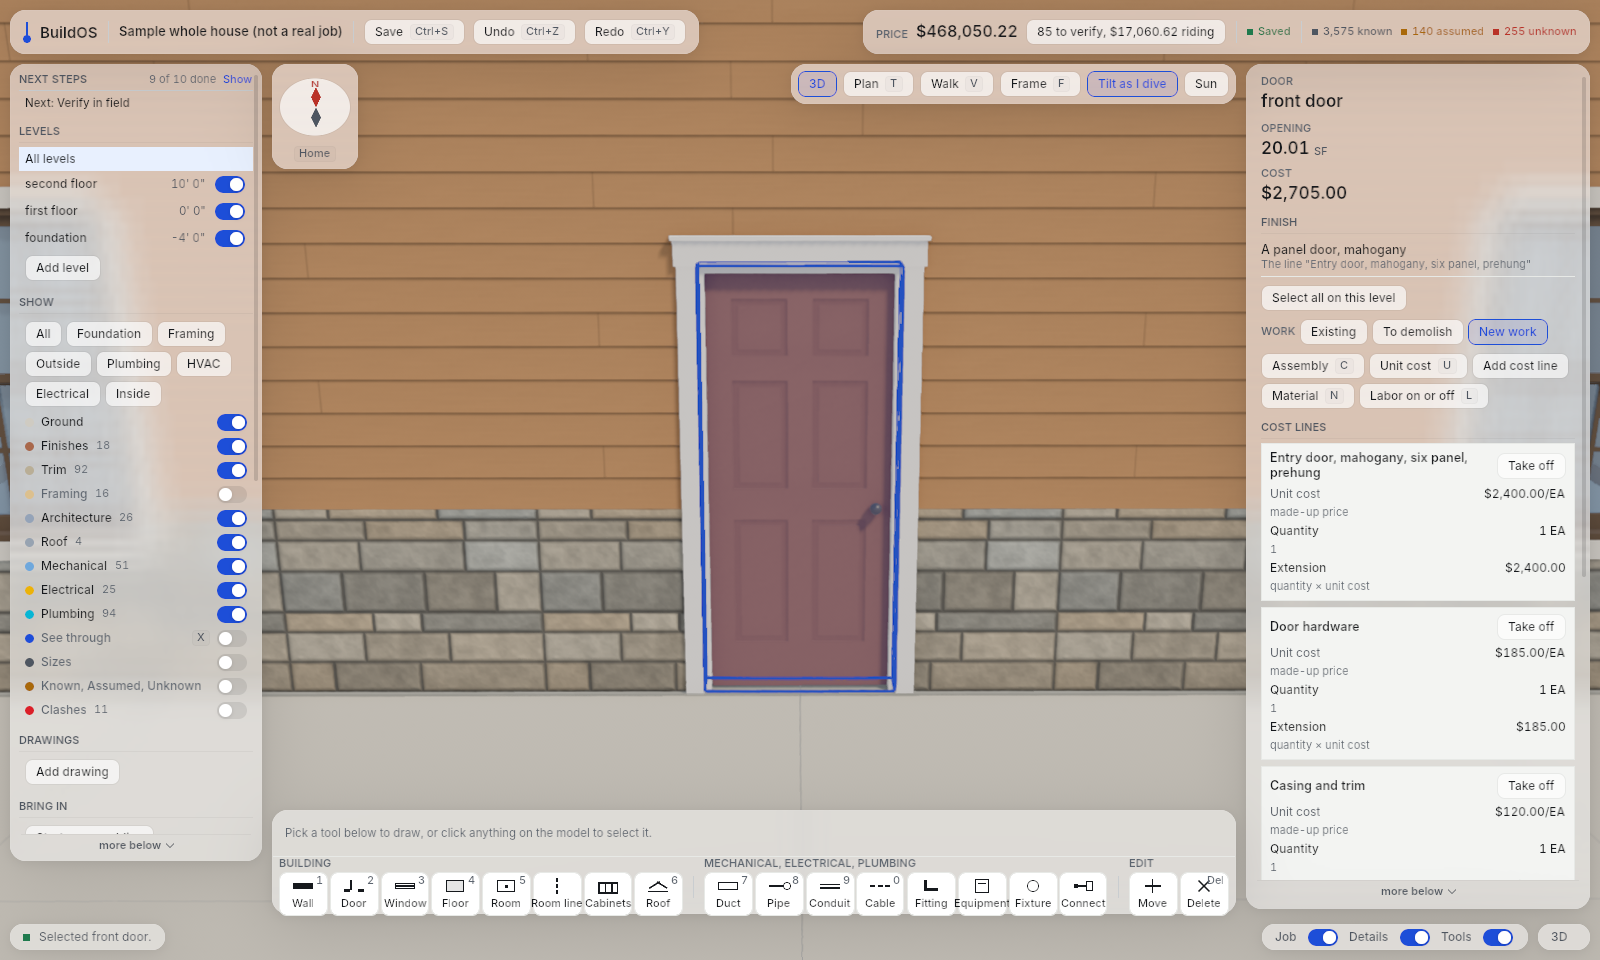 BuildOS
Sample whole house (not a real job)
Save Ctrl+S
Undo Ctrl+Z
Redo Ctrl+Y
PRICE $468,050.22
85 to verify, $17,060.62 riding
Saved
3,575 known
140 assumed
255 unknown
NEXT STEPS 9 of 10 done Show
Next: Verify in field
LEVELS
All levels
second floor 10' 0"
first floor 0' 0"
foundation -4' 0"
Add level
SHOW
All Foundation Framing
Outside Plumbing HVAC
Electrical Inside
Ground
Finishes 18
Trim 92
Framing 16
Architecture 26
Roof 4
Mechanical 51
Electrical 25
Plumbing 94
See through X
Sizes
Known, Assumed, Unknown
Clashes 11
DRAWINGS
Add drawing
BRING IN
more below
N
Home
3D
Plan T
Walk V
Frame F
Tilt as I dive
Sun
DOOR
front door
OPENING
20.01 SF
COST
$2,705.00
FINISH
A panel door, mahogany
The line "Entry door, mahogany, six panel, prehung"
Select all on this level
WORK Existing To demolish New work
Assembly C Unit cost U Add cost line
Material N Labor on or off L
COST LINES
Entry door, mahogany, six panel,
prehung
Take off
Unit cost $2,400.00/EA
made-up price
Quantity 1 EA
1
Extension $2,400.00
quantity × unit cost
Door hardware Take off
Unit cost $185.00/EA
made-up price
Quantity 1 EA
1
Extension $185.00
quantity × unit cost
Casing and trim Take off
Unit cost $120.00/EA
made-up price
Quantity 1 EA
1
more below
Pick a tool below to draw, or click anything on the model to select it.
BUILDING
Wall 1
Door 2
Window 3
Floor 4
Room 5
Room line
Cabinets
Roof 6
MECHANICAL, ELECTRICAL, PLUMBING
Duct 7
Pipe 8
Conduit 9
Cable 0
Fitting
Equipment
Fixture
Connect
EDIT
Move
Delete Del
Selected front door.
Job Details Tools
3D